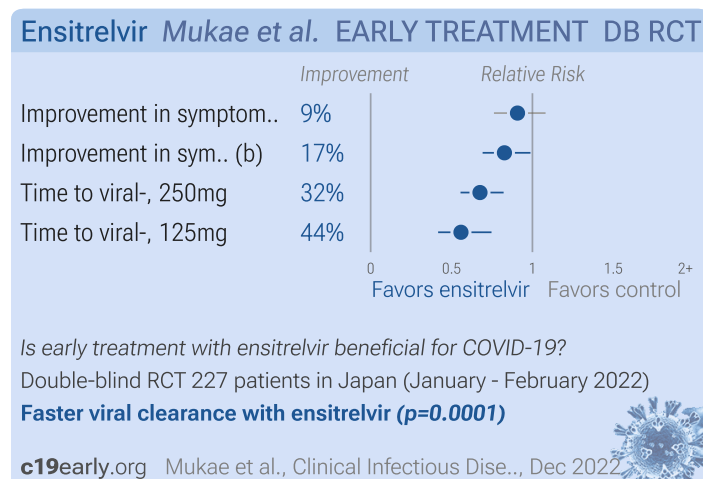 Ensitrelvir Mukae et al. EARLY TREATMENT DB RCT
Improvement Relative Risk
Improvement in symptom.. 9%
Improvement in sym.. (b) 17%
Time to viral-, 250mg 32%
Time to viral-, 125mg 44%
0 0.5 1 1.5 2+
Favors ensitrelvir Favors control
Is early treatment with ensitrelvir beneficial for COVID-19?
Double-blind RCT 227 patients in Japan (January - February 2022)
Faster viral clearance with ensitrelvir (p=0.0001)
c19early.org Mukae et al., Clinical Infectious Dise.., Dec 2022